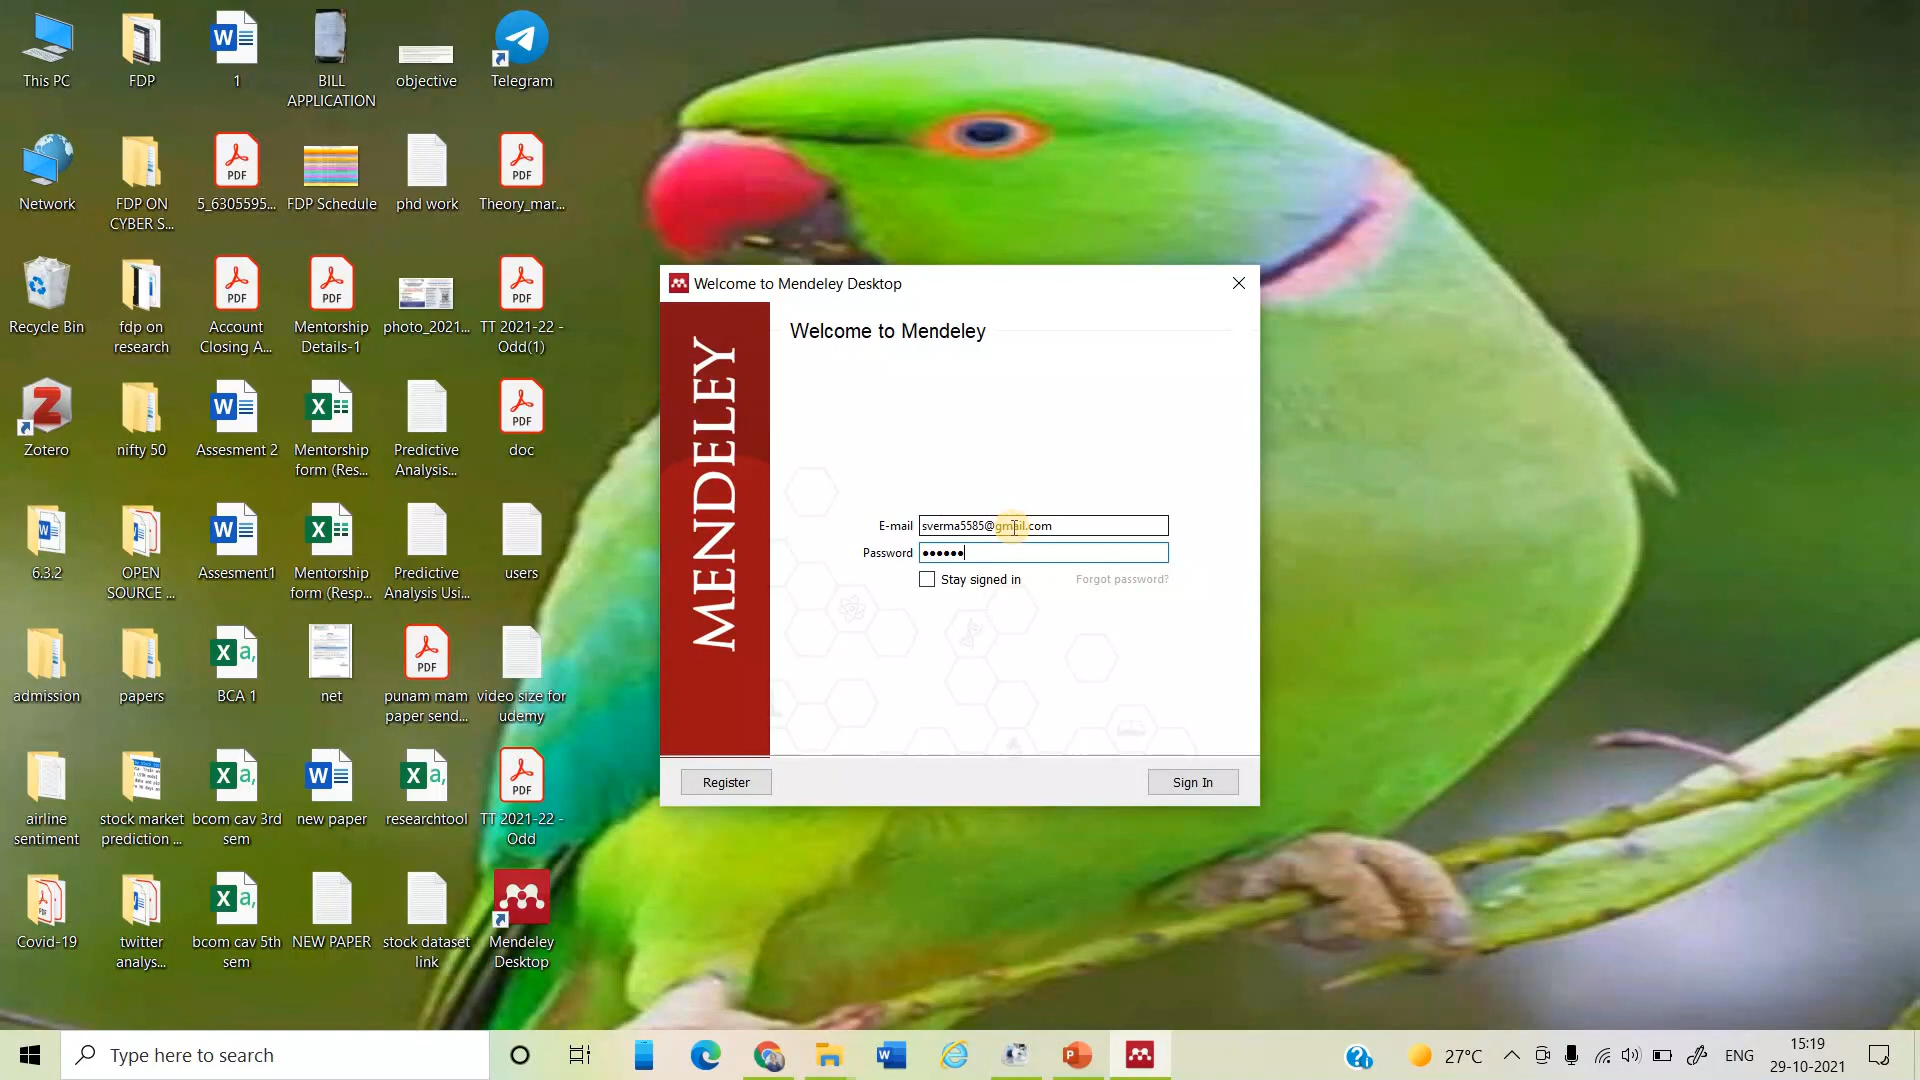 This PC
FDP
1
BILL
APPLICATION
objective
Telegram
Network
FDP ON
CYBER S...
5_6305595...
FDP Schedule
phd work
Theory_mar...
Recycle Bin
fdp on
research
Account
Closing A...
Mentorship
Details-1
photo_2021...
TT 2021-22 -
Odd(1)
Zotero
nifty 50
Assesment 2
Mentorship
form (Res...
Predictive
Analysis...
doc
6.3.2
OPEN
SOURCE ...
Assesment1
Mentorship
form (Resp...
Predictive
Analysis Usi...
users
admission
papers
BCA 1
net
punam mam
paper send...
video size for
udemy
airline
sentiment
stock market
prediction ...
bcom cav 3rd
sem
new paper
researchtool
TT 2021-22 -
Odd
Covid-19
twitter
analys...
bcom cav 5th
sem
NEW PAPER
stock dataset
link
Mendeley
Desktop
Welcome to Mendeley Desktop
MENDELEY
Welcome to Mendeley
E-mail
sverma5585@gmail.com
Password
Stay signed in
Forgot password?
Register
Sign In
Type here to search
27°C
ENG
15:19
29-10-2021